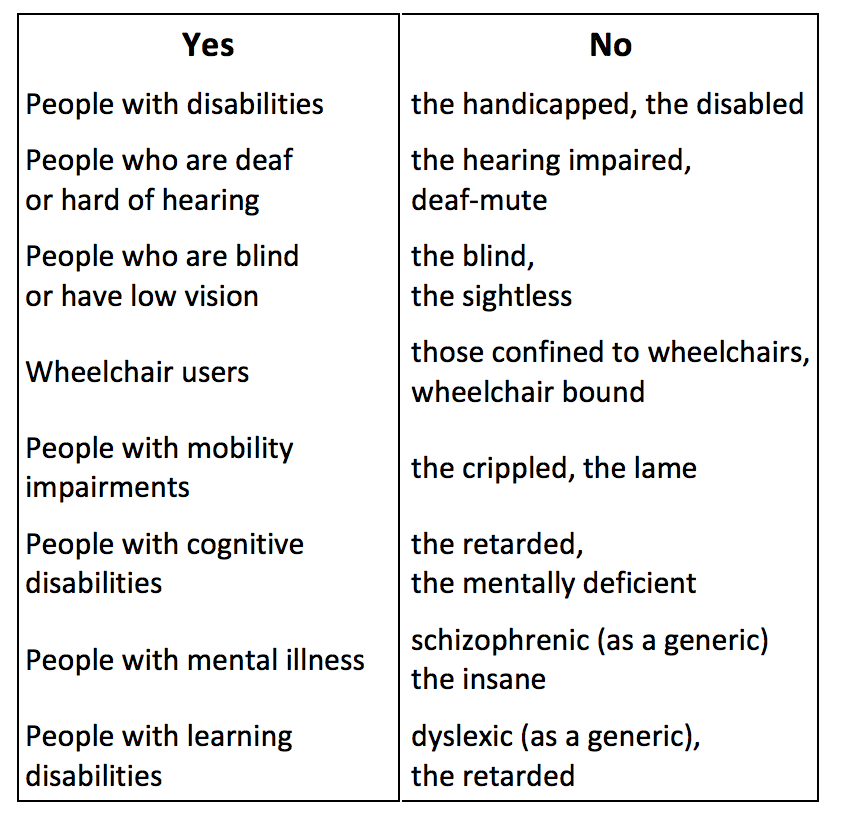 Yes
No
People with disabilities
the handicapped, the disabled
People who are deaf
or hard of hearing
the hearing impaired,
deaf-mute
People who are blind
or have low vision
the blind,
the sightless
Wheelchair users
those confined to wheelchairs,
wheelchair bound
People with mobility
impairments
the crippled, the lame
People with cognitive
disabilities
the retarded,
the mentally deficient
People with mental illness
schizophrenic (as a generic)
the insane
People with learning
disabilities
dyslexic (as a generic),
the retarded